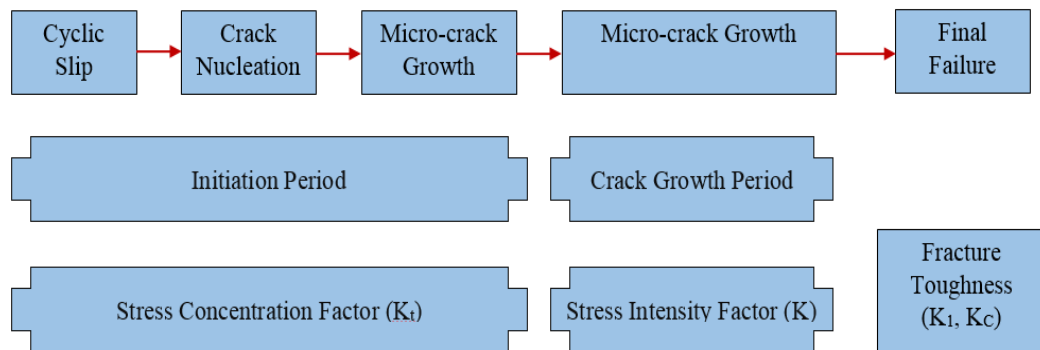 Cyclic
Slip
Crack
Nucleation
Micro-crack
Growth
Micro-crack Growth
Final
Failure
Initiation Period
Crack Growth Period
Stress Concentration Factor (Kₜ)
Stress Intensity Factor (K)
Fracture
Toughness
(K₁, K_C)